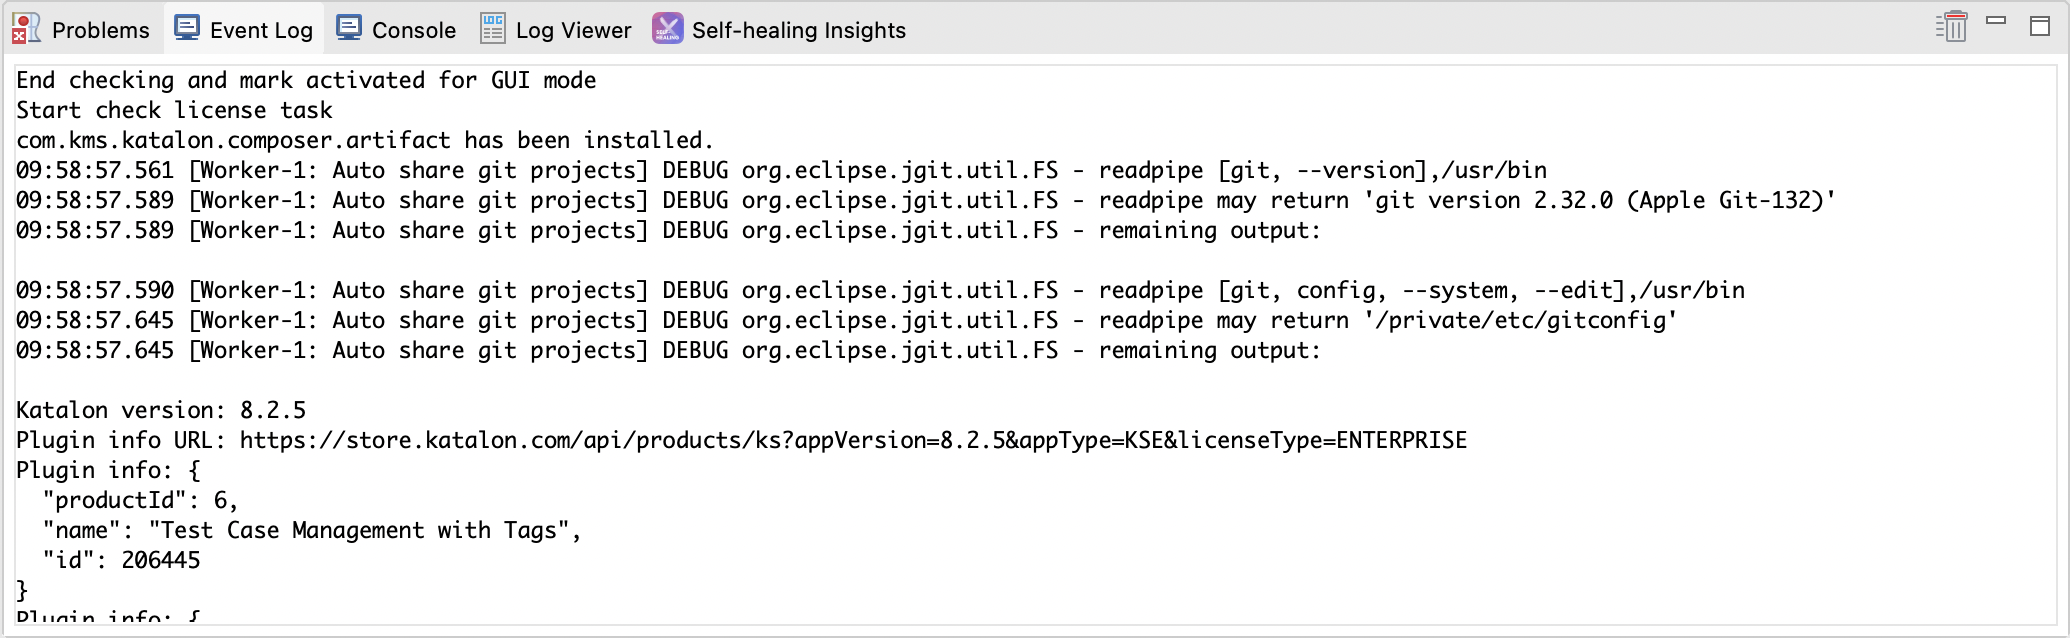 Problems Event Log Console Log Viewer Self-healing Insights
End checking and mark activated for GUI mode
Start check license task
com.kms.katalon.composer.artifact has been installed.
09:58:57.561 [Worker-1: Auto share git projects] DEBUG org.eclipse.jgit.util.FS - readpipe [git, --version],/usr/bin
09:58:57.589 [Worker-1: Auto share git projects] DEBUG org.eclipse.jgit.util.FS - readpipe may return 'git version 2.32.0 (Apple Git-132)'
09:58:57.589 [Worker-1: Auto share git projects] DEBUG org.eclipse.jgit.util.FS - remaining output:
09:58:57.590 [Worker-1: Auto share git projects] DEBUG org.eclipse.jgit.util.FS - readpipe [git, config, --system, --edit],/usr/bin
09:58:57.645 [Worker-1: Auto share git projects] DEBUG org.eclipse.jgit.util.FS - readpipe may return '/private/etc/gitconfig'
09:58:57.645 [Worker-1: Auto share git projects] DEBUG org.eclipse.jgit.util.FS - remaining output:
Katalon version: 8.2.5
Plugin info URL: https://store.katalon.com/api/products/ks?appVersion=8.2.5&appType=KSE&licenseType=ENTERPRISE
Plugin info: {
"productId": 6,
"name": "Test Case Management with Tags",
"id": 206445
}
Plugin info: {